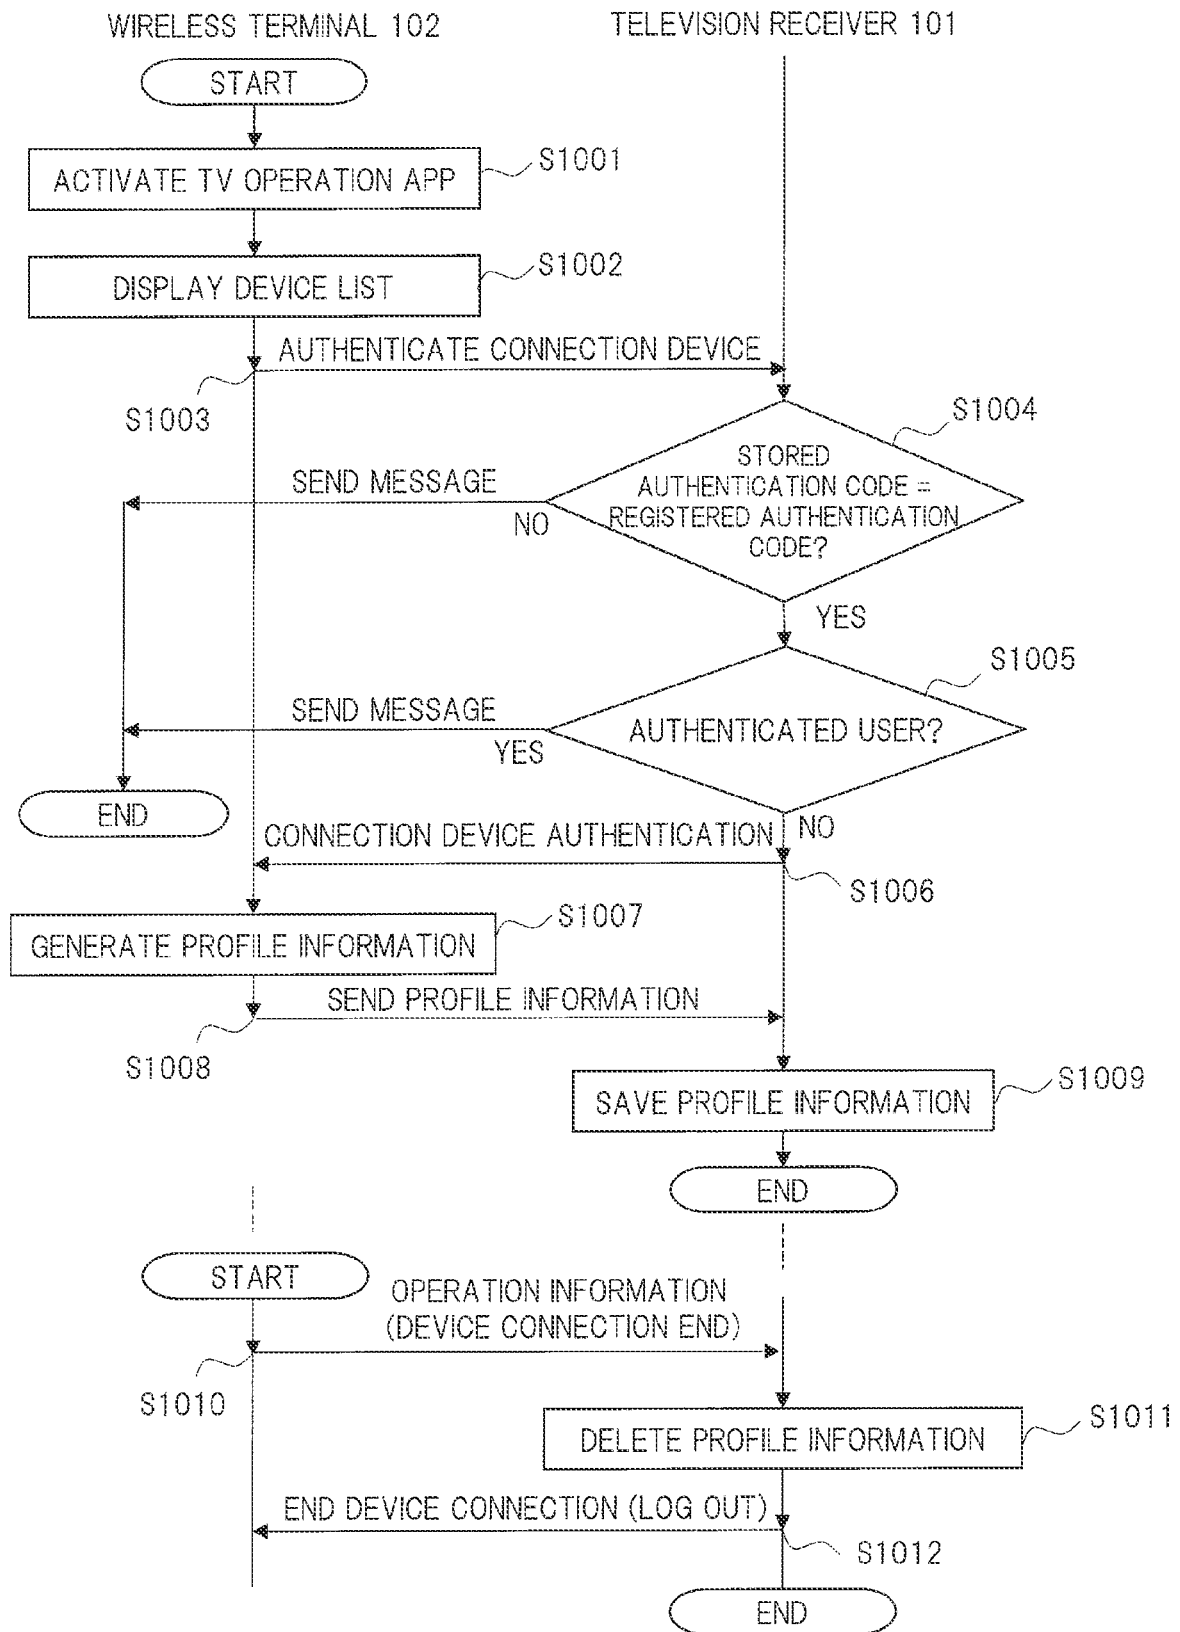 WIRELESS TERMINAL 102
TELEVISION RECEIVER 101
START
ACTIVATE TV OPERATION APP
S1001
DISPLAY DEVICE LIST
S1002
AUTHENTICATE CONNECTION DEVICE
S1003
S1004
STORED
AUTHENTICATION CODE =
REGISTERED AUTHENTICATION
CODE?
SEND MESSAGE
NO
YES
S1005
AUTHENTICATED USER?
SEND MESSAGE
YES
END
NO
CONNECTION DEVICE AUTHENTICATION
S1006
S1007
GENERATE PROFILE INFORMATION
SEND PROFILE INFORMATION
S1008
S1009
SAVE PROFILE INFORMATION
END
START
OPERATION INFORMATION
(DEVICE CONNECTION END)
S1010
S1011
DELETE PROFILE INFORMATION
END DEVICE CONNECTION (LOG OUT)
S1012
END